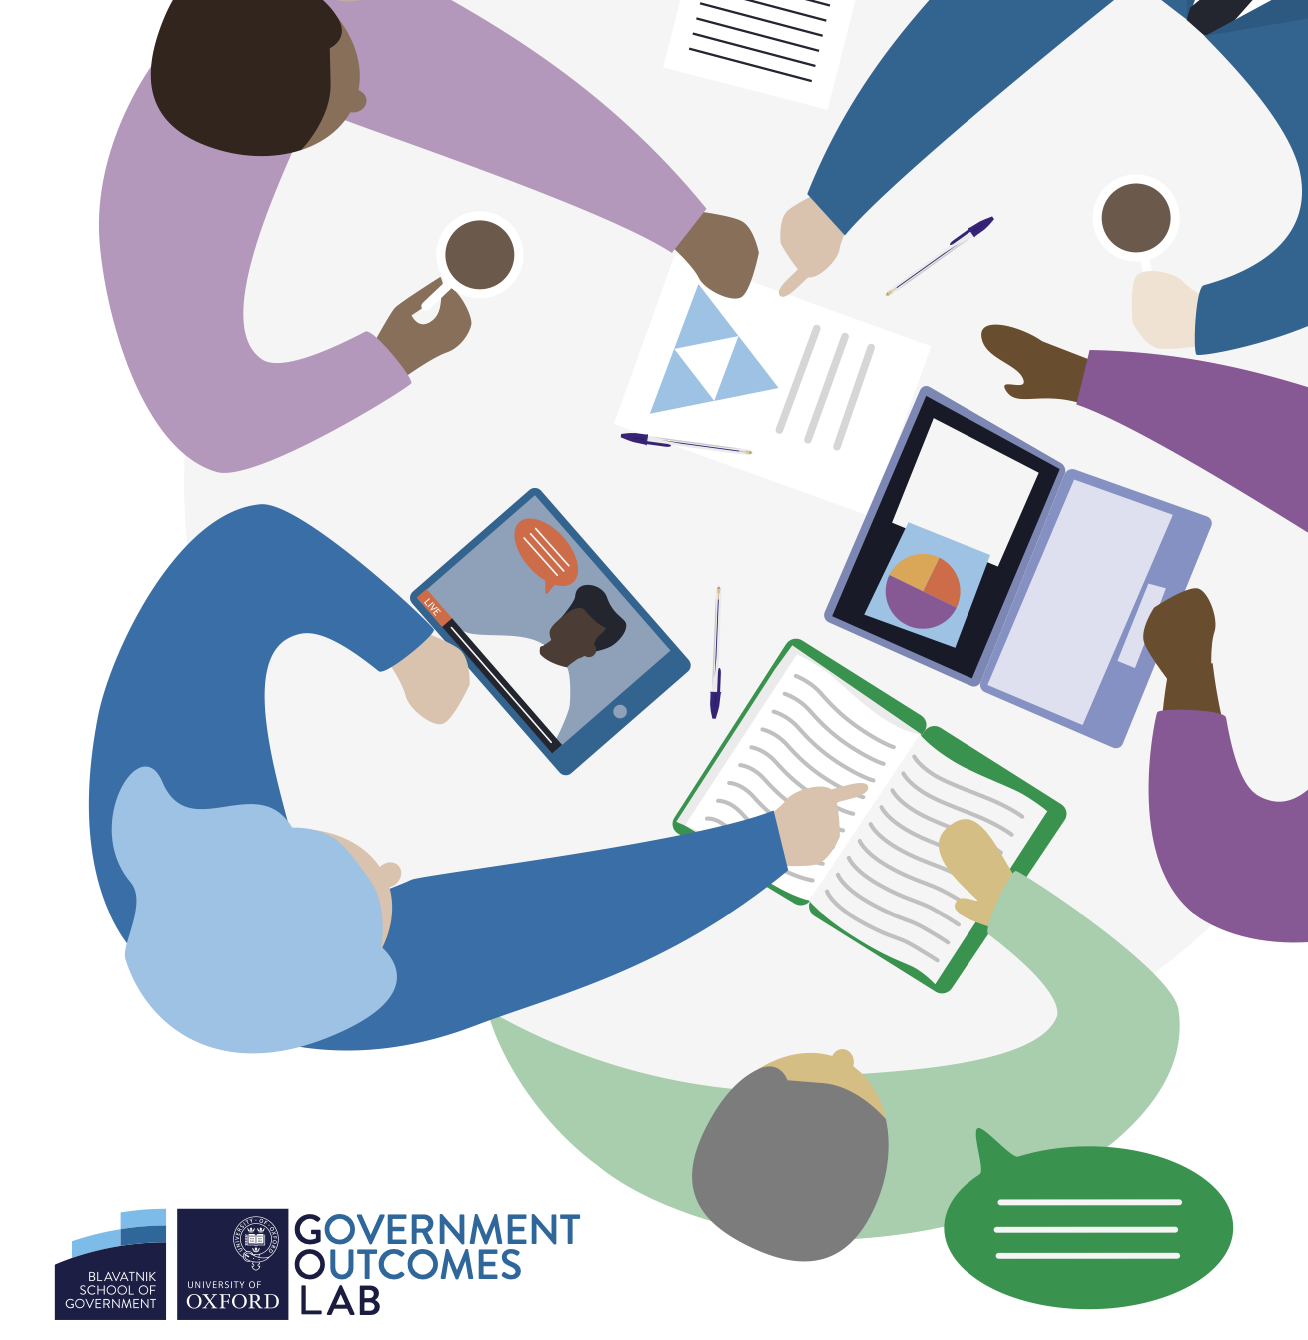 LIVE
BLAVATNIK
SCHOOL OF
GOVERNMENT
UNIVERSITY OF
OXFORD
GOVERNMENT
OUTCOMES
LAB